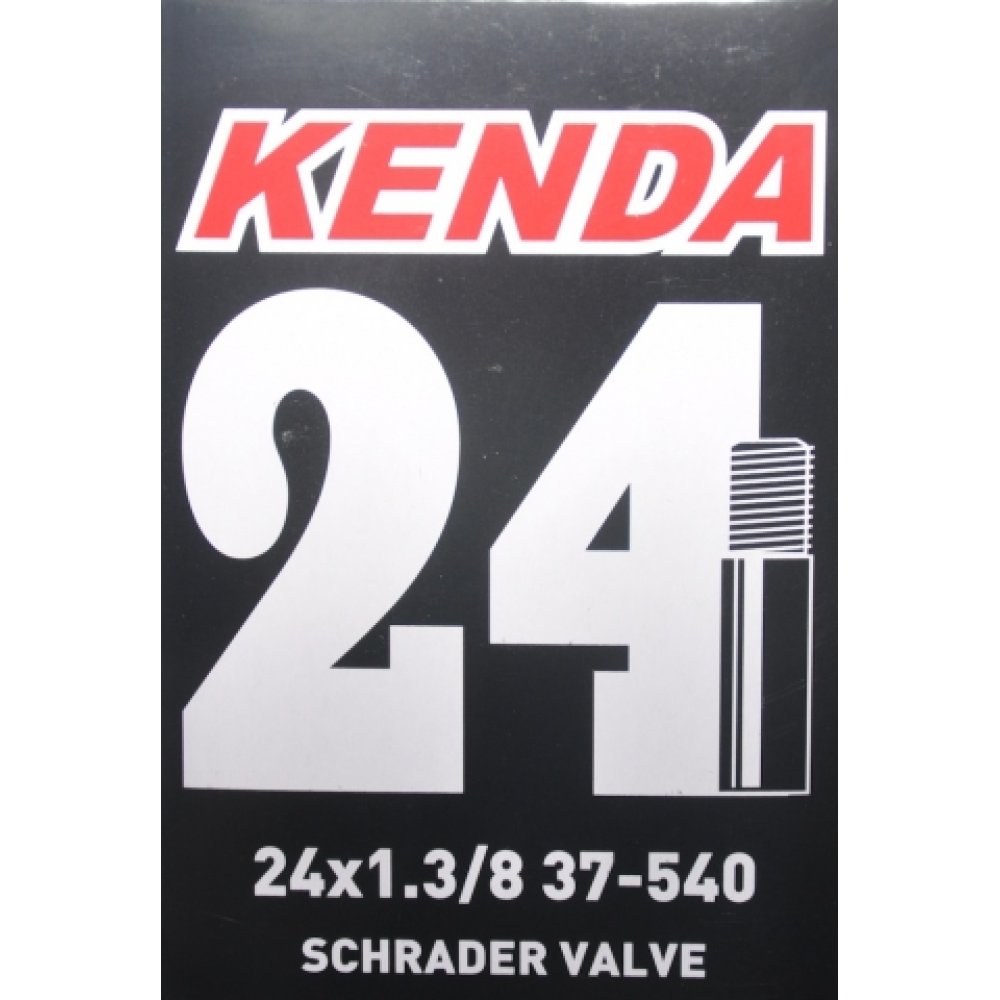 KENDA
24
24x1.3/8 37-540
SCHRADER VALVE